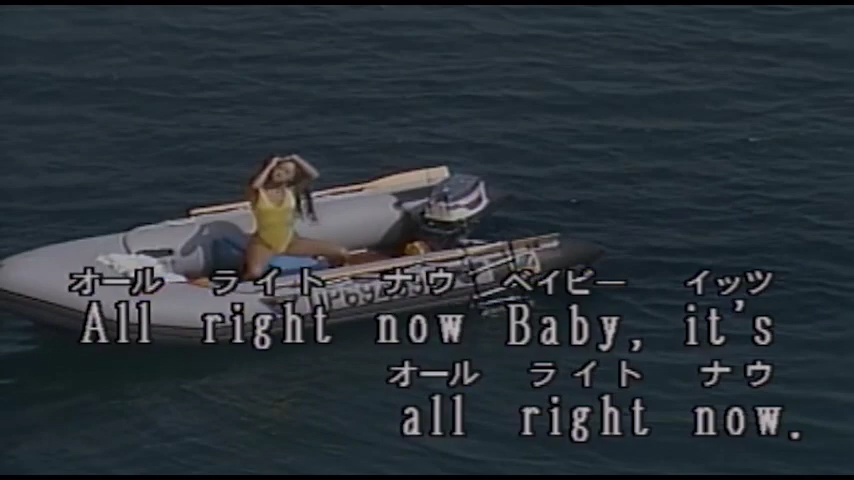 オール ライト ナウ ベイビー イッツ
All right now Baby, it's
オール ライト ナウ
all right now.